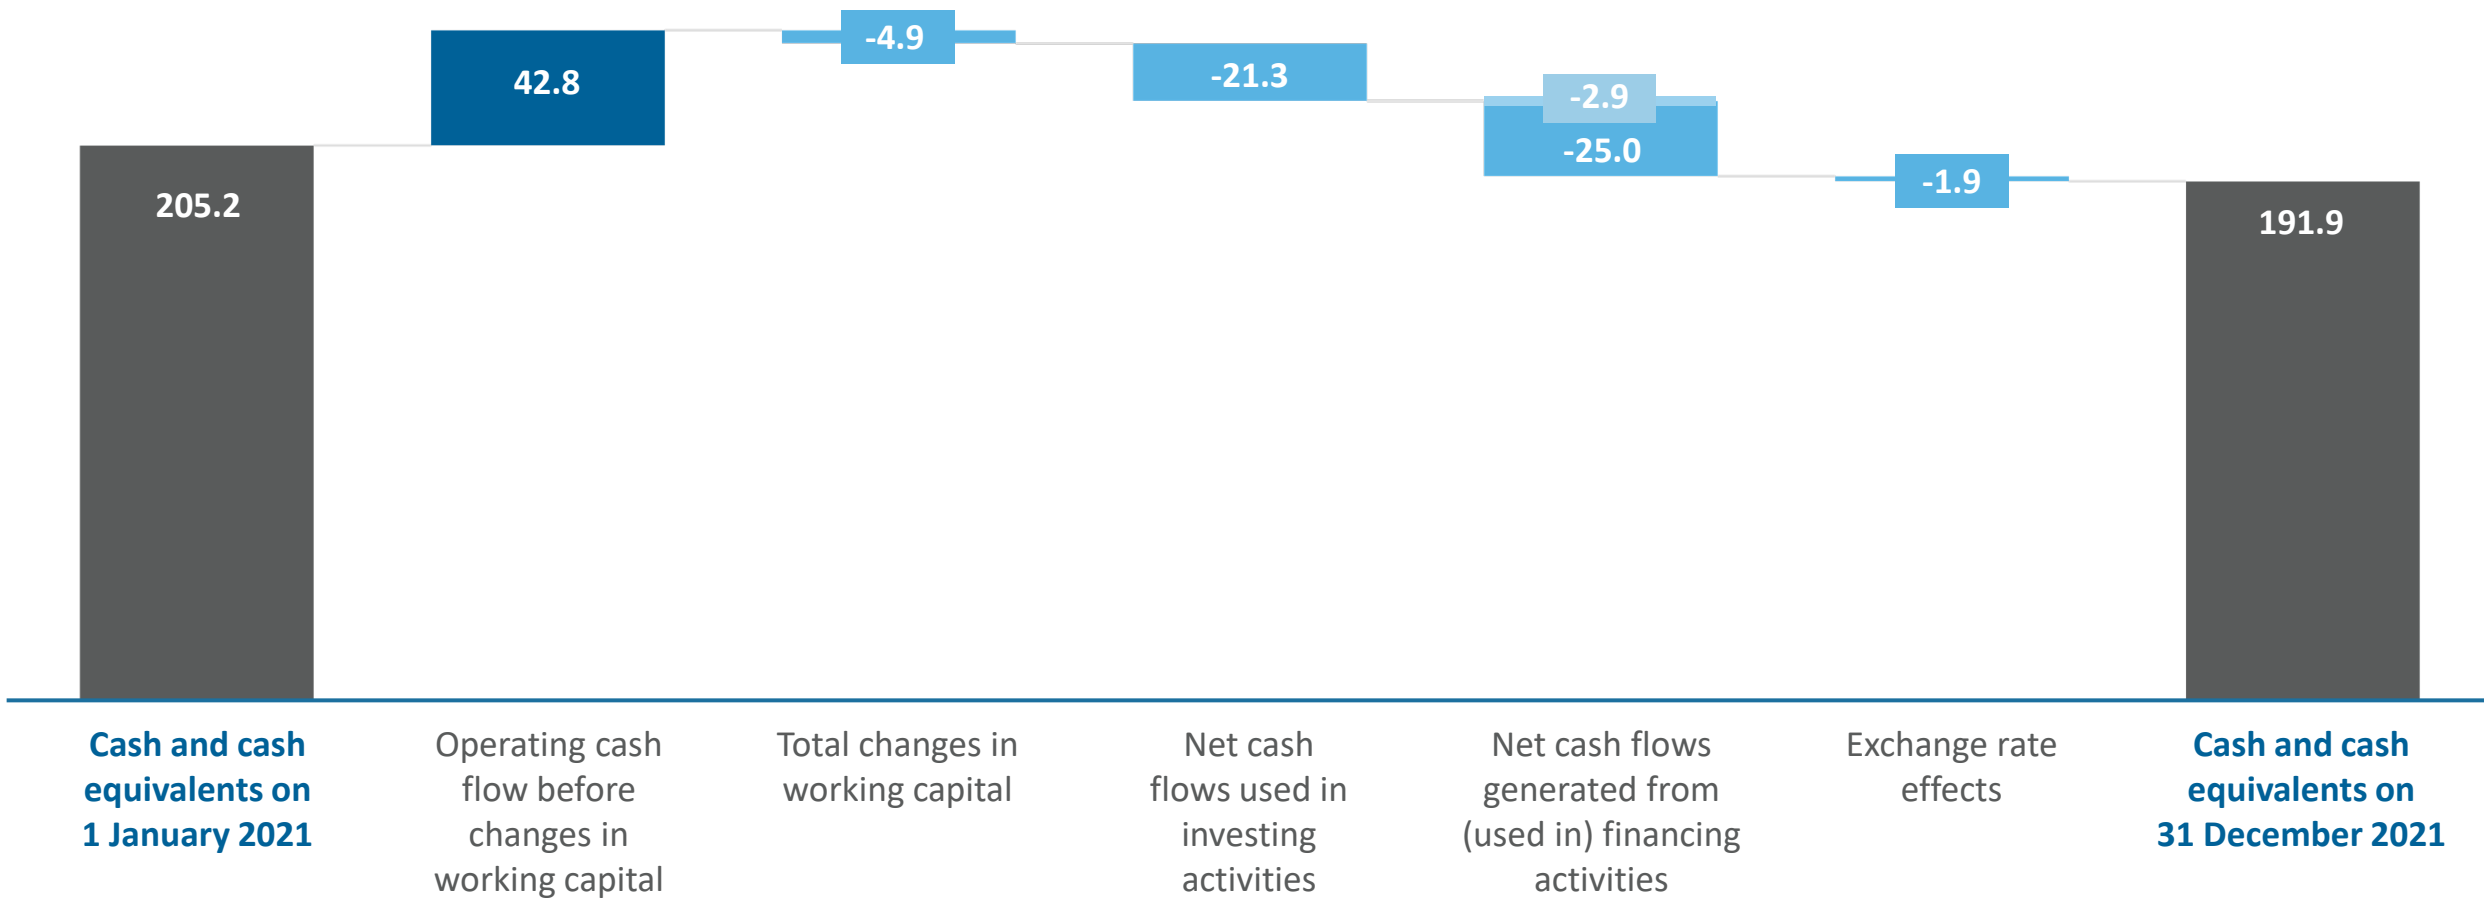 -4.9
42.8
-21.3
-2.9
-25.0
-1.9
205.2
191.9
Cash and cash
equivalents on
1 January 2021
Operating cash
flow before
changes in
working capital
Total changes in
working capital
Net cash
flows used in
investing
activities
Net cash flows
generated from
(used in) financing
activities
Exchange rate
effects
Cash and cash
equivalents on
31 December 2021